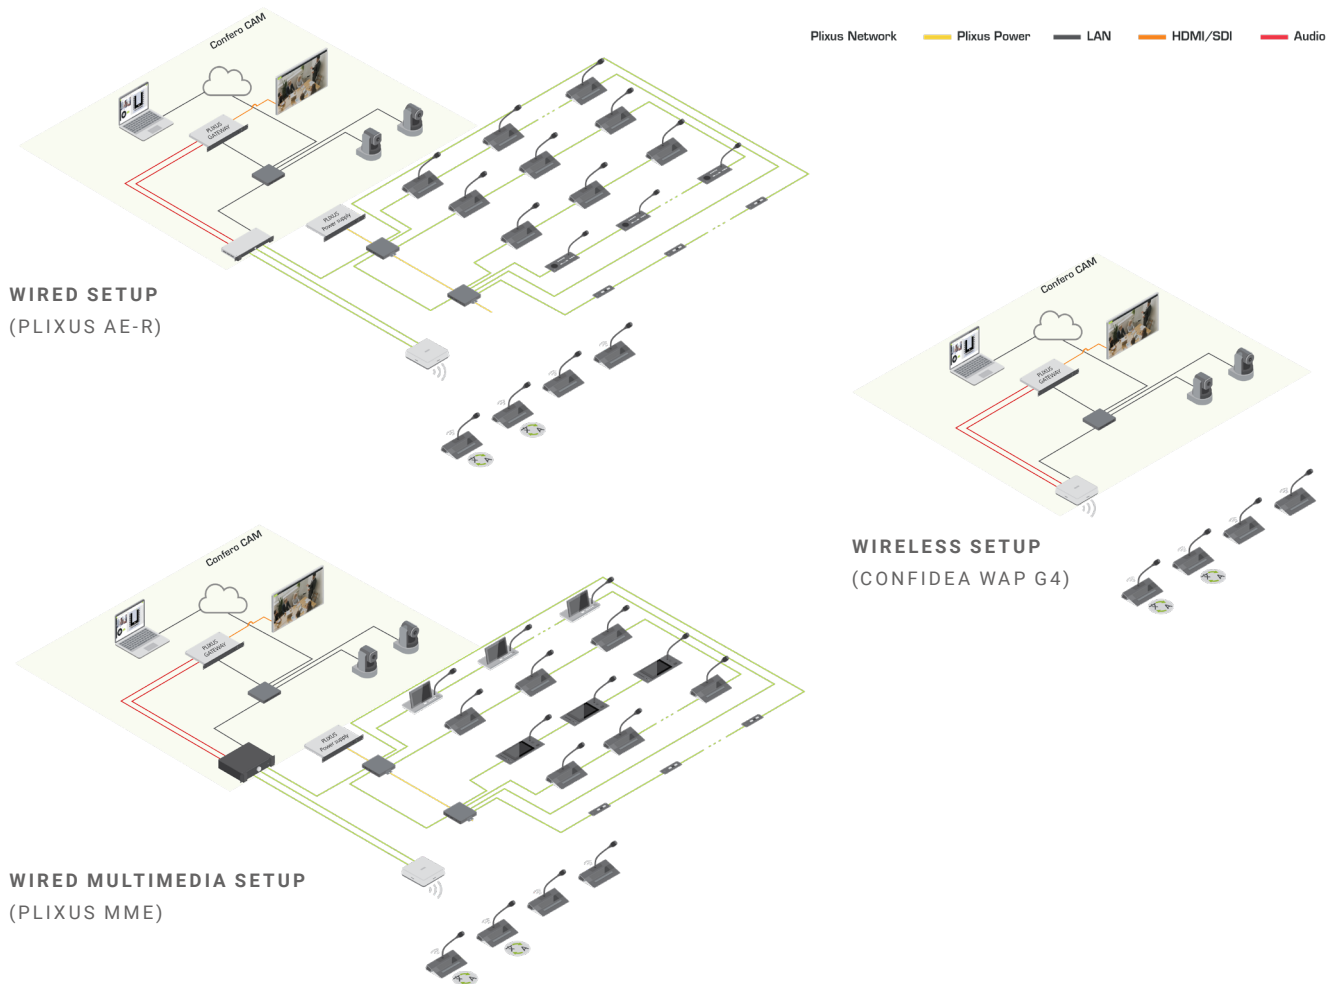 Confero CAM
Plixus Network
Plixus Power
LAN
HDMI/SDI
Audio
PLIXUS
GATEWAY
PLIXUS
Power supply
WIRED SETUP
(PLIXUS AE-R)
X A
X A
Confero CAM
PLIXUS
GATEWAY
WIRELESS SETUP
(CONFIDEA WAP G4)
X A
X A
Confero CAM
PLIXUS
GATEWAY
PLIXUS
Power supply
WIRED MULTIMEDIA SETUP
(PLIXUS MME)
X A
X A